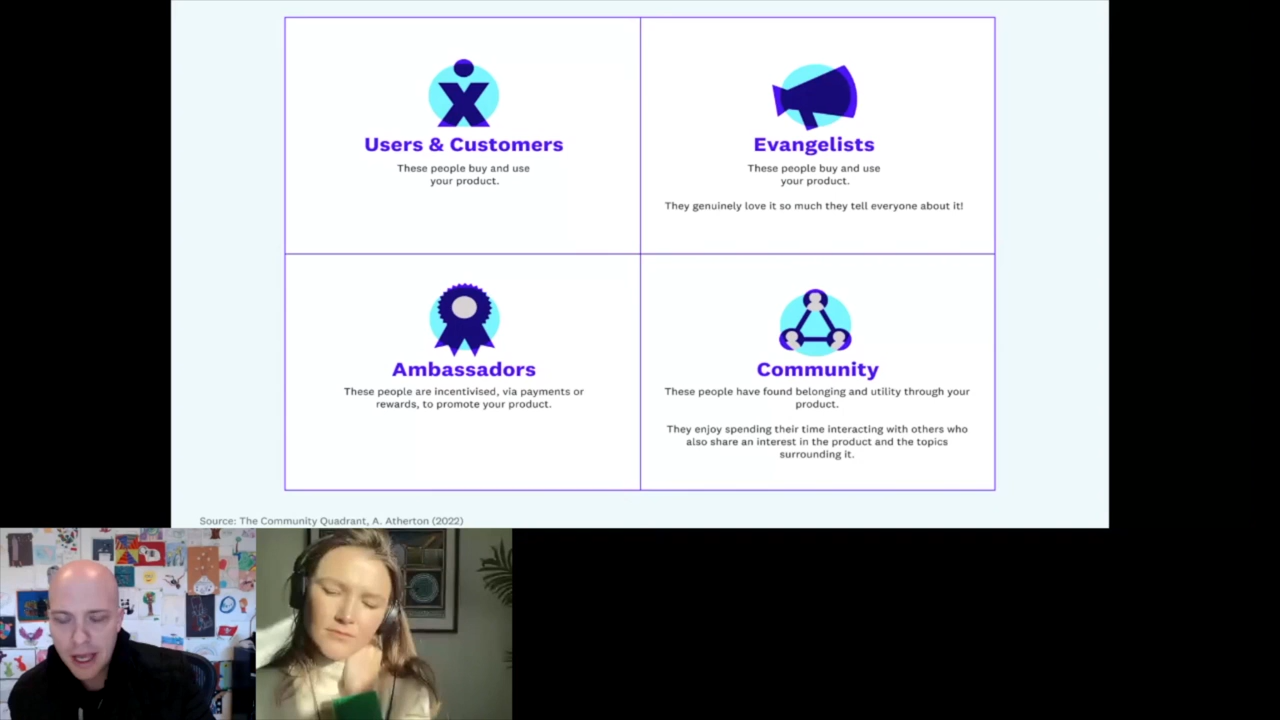 Users & Customers
These people buy and use
your product.
Evangelists
These people buy and use
your product.
They genuinely love it so much they tell everyone about it!
Ambassadors
These people are incentivised, via payments or
rewards, to promote your product.
Community
These people have found belonging and utility through your
product.
They enjoy spending their time interacting with others who
also share an interest in the product and the topics
surrounding it.
Source: The Community Quadrant, A. Atherton (2022)